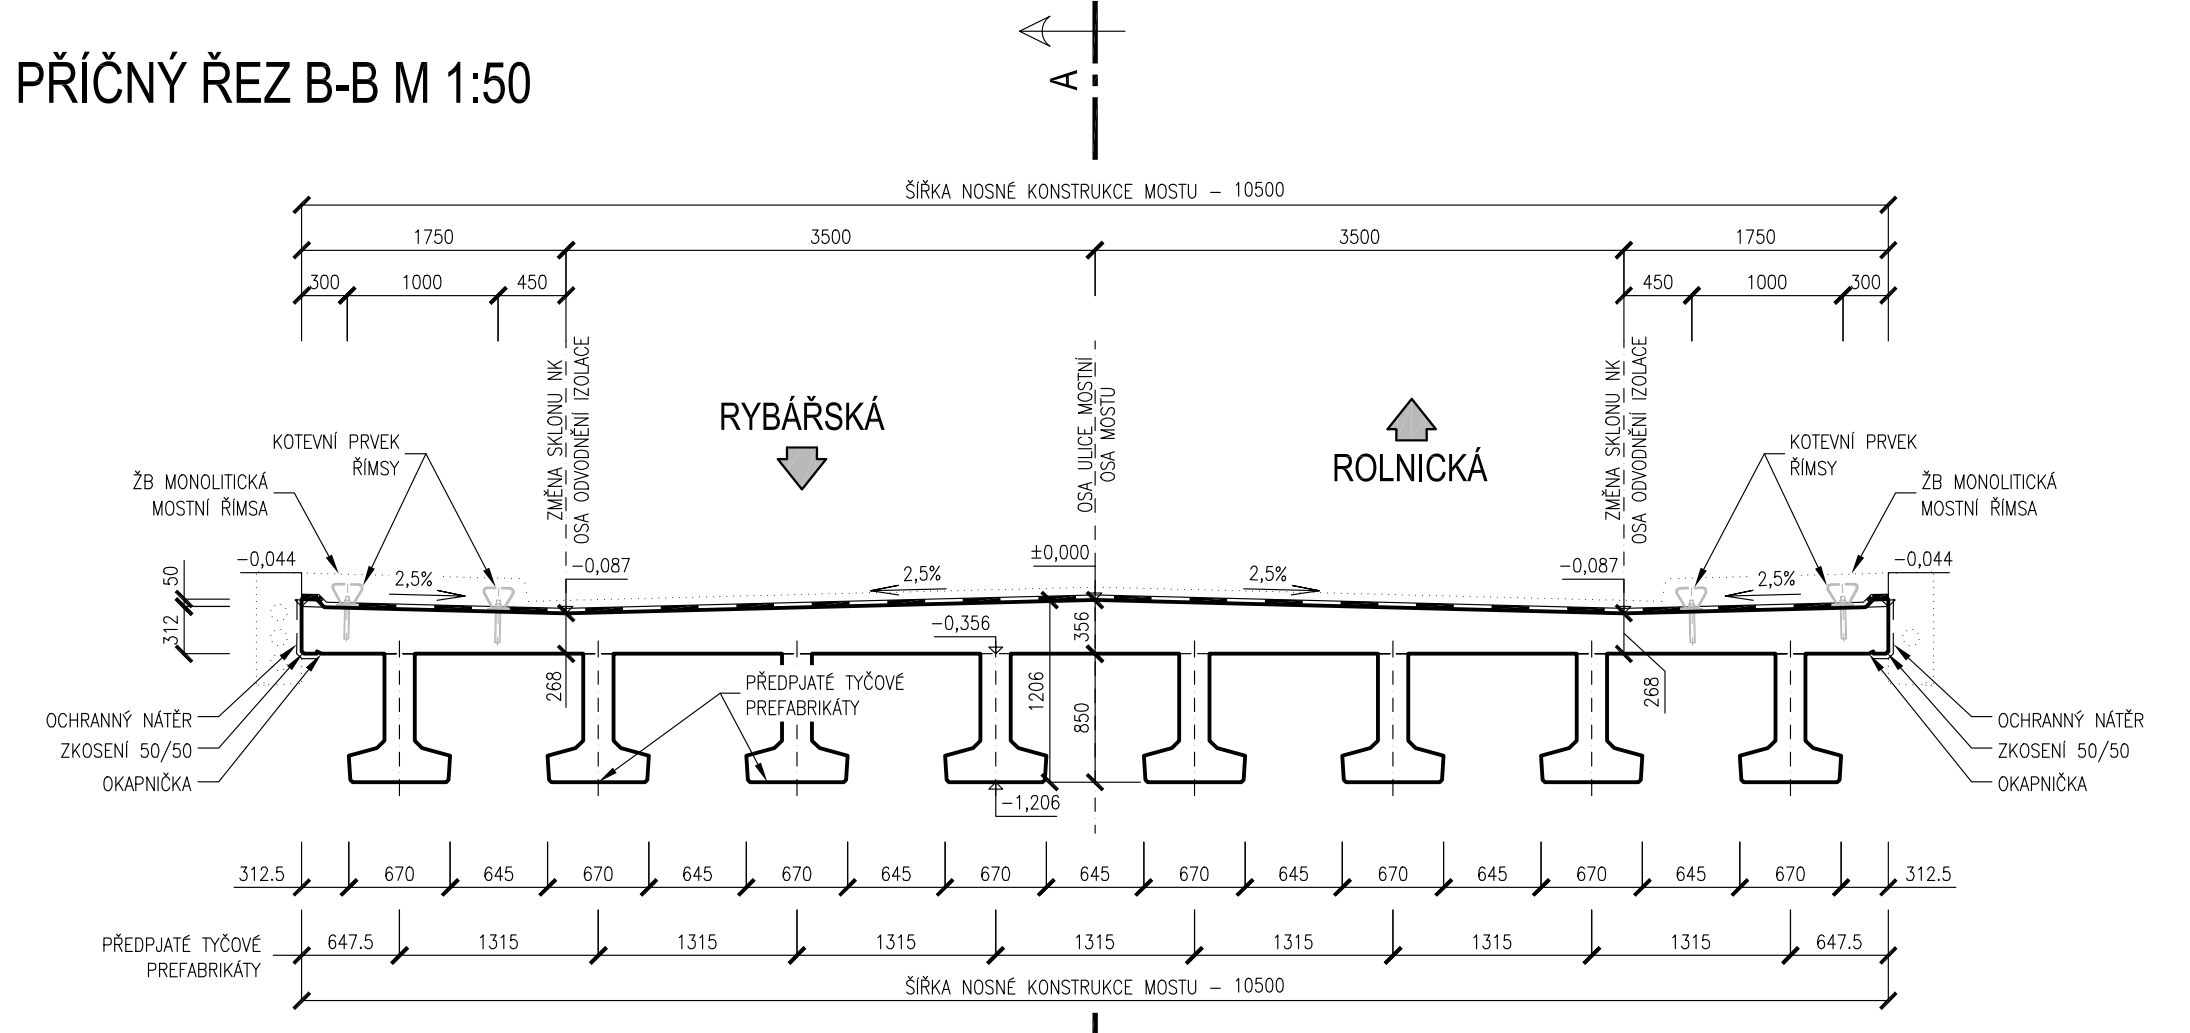 PŘÍČNÝ ŘEZ B-B M 1:50
A
ŠÍŘKA NOSNÉ KONSTRUKCE MOSTU – 10500
1750 3500 3500 1750
300 1000 450 450 1000 300
ZMĚNA SKLONU NK
OSA ODVODNĚNÍ IZOLACE
OSA ULICE MOSTNÍ
OSA MOSTU
ZMĚNA SKLONU NK
OSA ODVODNĚNÍ IZOLACE
RYBÁŘSKÁ
ROLNICKÁ
KOTEVNÍ PRVEK
ŘÍMSY
ŽB MONOLITICKÁ
MOSTNÍ ŘÍMSA
KOTEVNÍ PRVEK
ŘÍMSY
ŽB MONOLITICKÁ
MOSTNÍ ŘÍMSA
−0,044 −0,087 ±0,000 −0,087 −0,044
2,5% 2,5% 2,5% 2,5%
50
312
−0,356
356
268
1206
850
268
PŘEDPJATÉ TYČOVÉ
PREFABRIKÁTY
−1,206
OCHRANNÝ NÁTĚR
ZKOSENÍ 50/50
OKAPNIČKA
OCHRANNÝ NÁTĚR
ZKOSENÍ 50/50
OKAPNIČKA
312.5 670 645 670 645 670 645 670 645 670 645 670 645 670 645 670 312.5
PŘEDPJATÉ TYČOVÉ
PREFABRIKÁTY
647.5 1315 1315 1315 1315 1315 1315 1315 647.5
ŠÍŘKA NOSNÉ KONSTRUKCE MOSTU – 10500